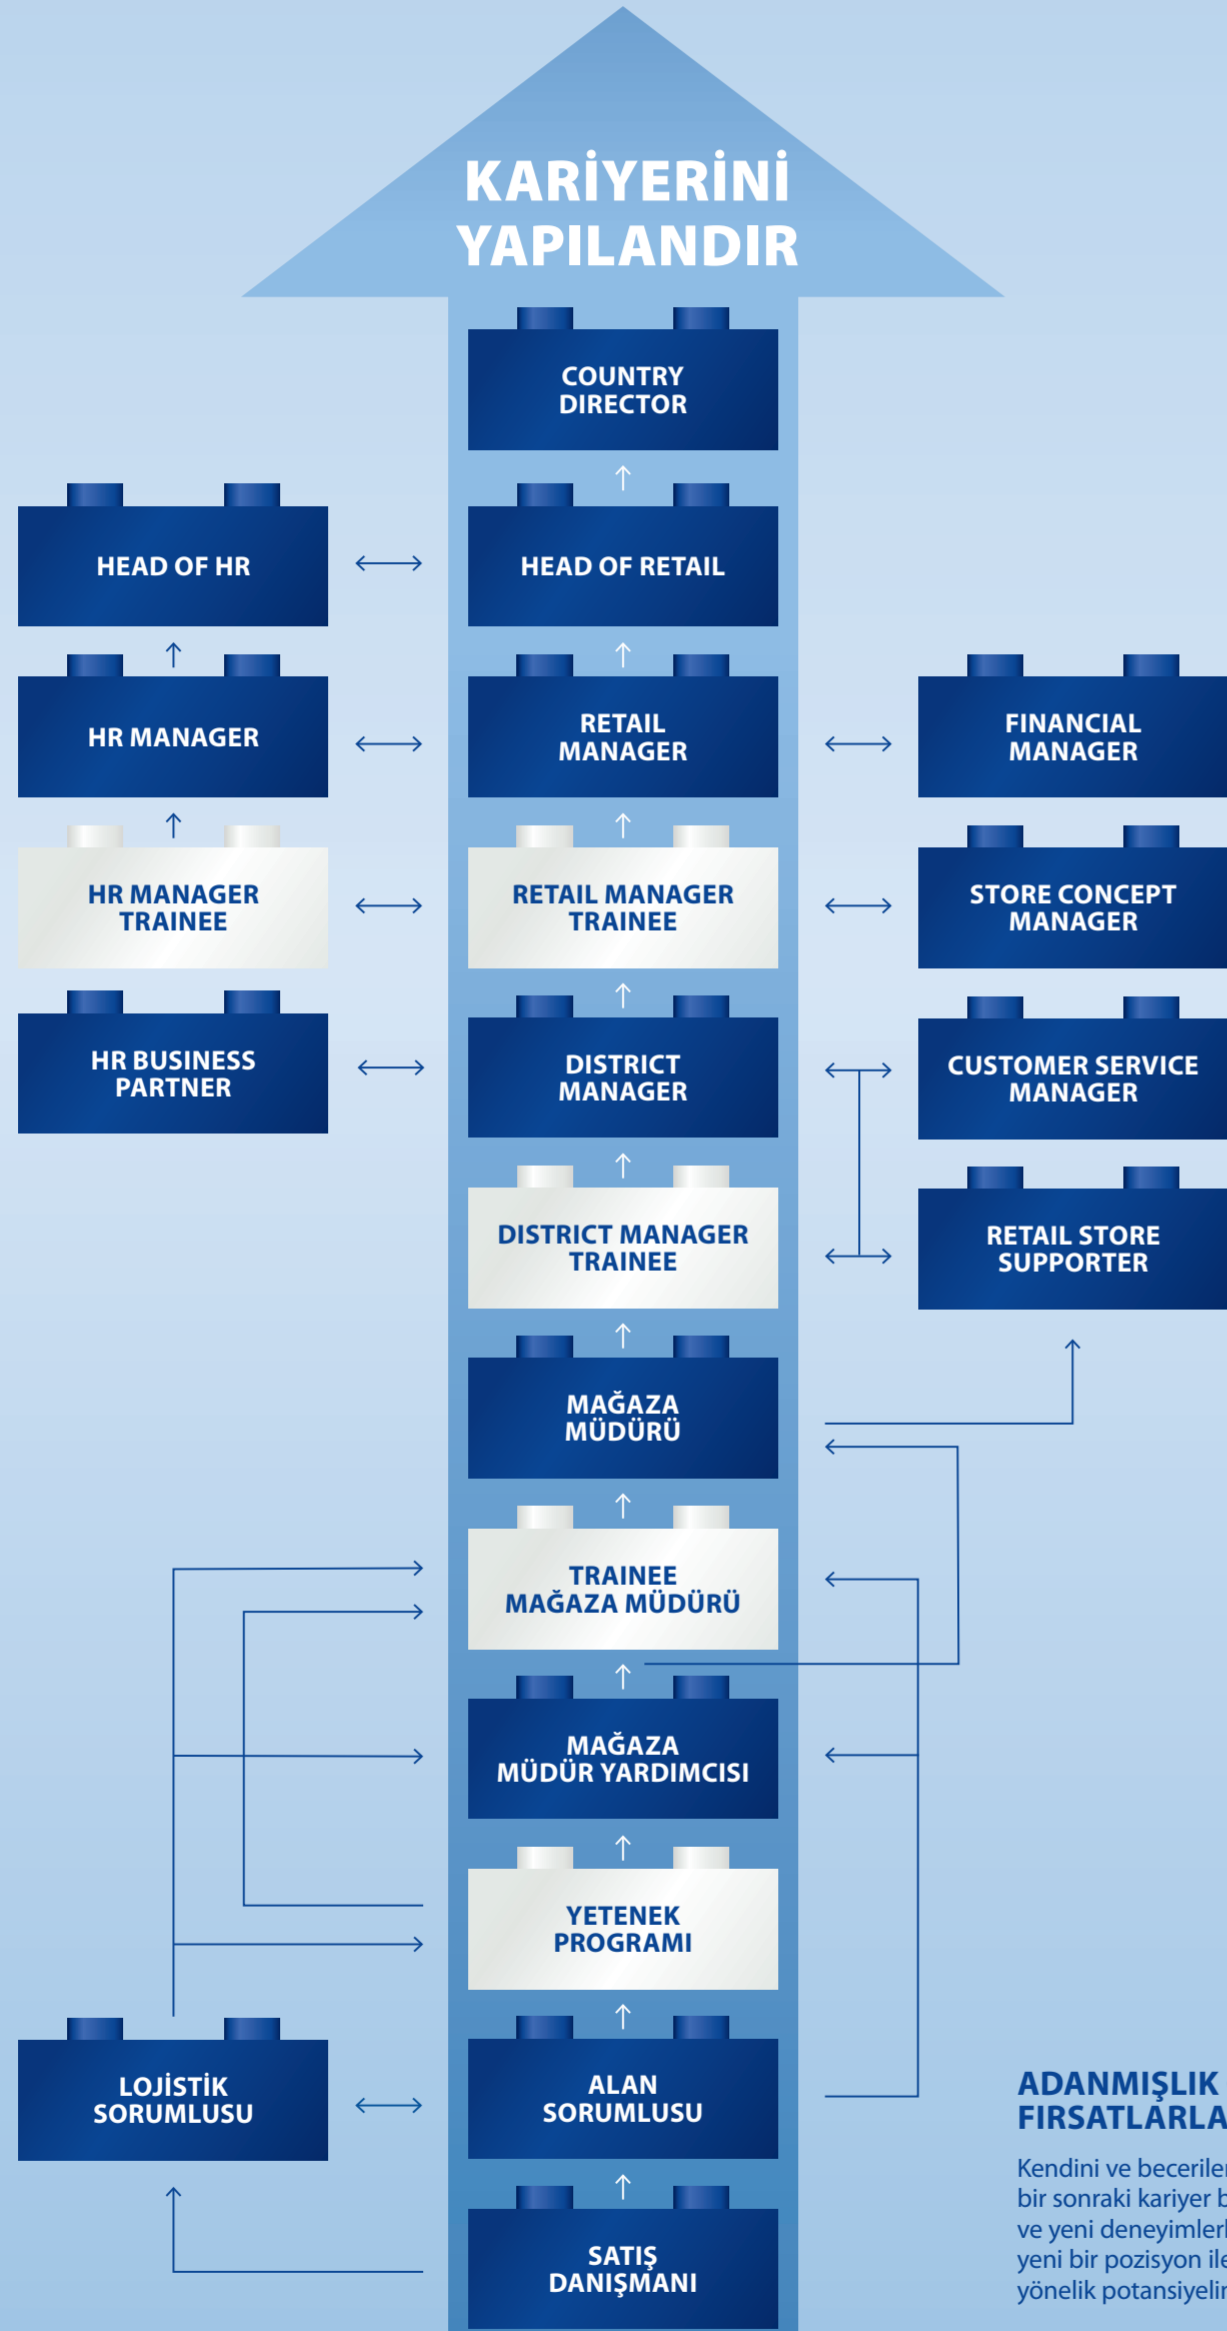 KARİYERİNİ
YAPILANDIR
COUNTRY
DIRECTOR
HEAD OF HR
HEAD OF RETAIL
HR MANAGER
RETAIL
MANAGER
FINANCIAL
MANAGER
HR MANAGER
TRAINEE
RETAIL MANAGER
TRAINEE
STORE CONCEPT
MANAGER
HR BUSINESS
PARTNER
DISTRICT
MANAGER
CUSTOMER SERVICE
MANAGER
DISTRICT MANAGER
TRAINEE
RETAIL STORE
SUPPORTER
MAĞAZA
MÜDÜRÜ
TRAINEE
MAĞAZA MÜDÜRÜ
MAĞAZA
MÜDÜR YARDIMCISI
YETENEK
PROGRAMI
LOJİSTİK
SORUMLUSU
ALAN
SORUMLUSU
SATIŞ
DANIŞMANI
ADANMIŞLIK
FIRSATLARLA
Kendini ve
bir sonraki kariyer
ve yeni
yeni bir pozisyon
yönelik